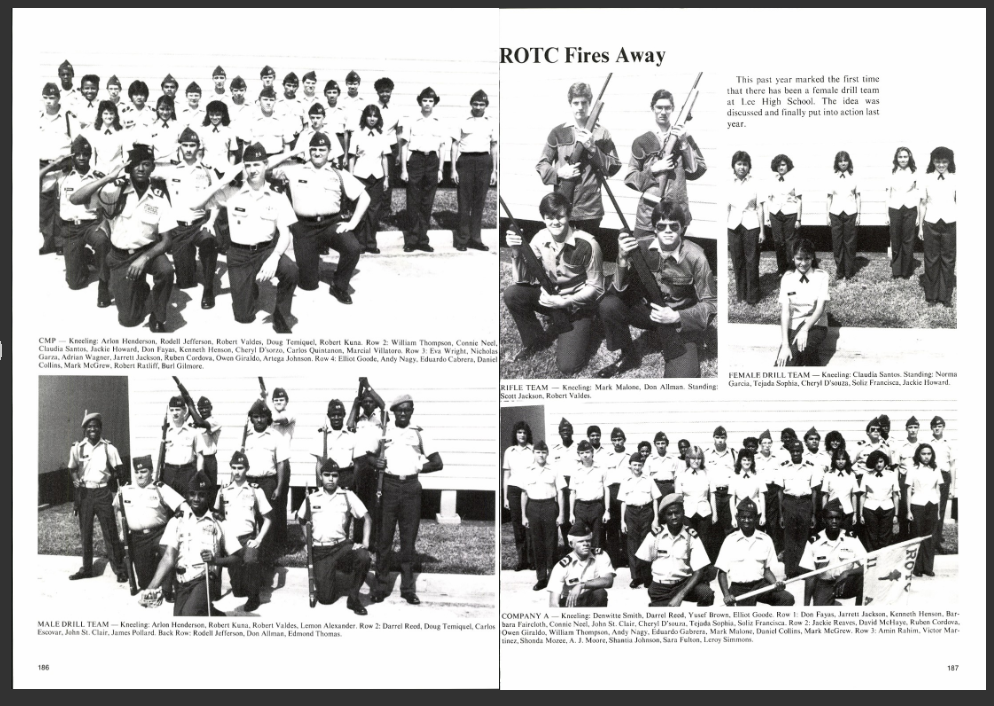 CMP — Kneeling: Arlon Henderson, Rodell Jefferson, Robert Valdes, Doug Temiquel, Robert Kuna. Row 2: William Thompson, Connie Neel,
Claudia Santos, Jackie Howard, Don Fayas, Kenneth Henson, Cheryl D'sorzo, Carlos Quintanon, Marcial Villatoro. Row 3: Eva Wright, Nicholas
Garza, Adrian Wagner, Jarrett Jackson, Ruben Cordova, Owen Giraldo, Artega Johnson. Row 4: Elliot Goode, Andy Nagy, Eduardo Cabrera, Daniel
Collins, Mark McGrew, Robert Ratliff, Burl Gilmore.
MALE DRILL TEAM — Kneeling: Arlon Henderson, Robert Kuna, Robert Valdes, Lemon Alexander. Row 2: Darrel Reed, Doug Temiquel, Carlos
Escovar, John St. Clair, James Pollard. Back Row: Rodell Jefferson, Don Allman, Edmond Thomas.
186
ROTC Fires Away
This past year marked the first time
that there has been a female drill team
at Lee High School. The idea was
discussed and finally put into action last
year.
RIFLE TEAM — Kneeling: Mark Malone, Don Allman. Standing:
Scott Jackson, Robert Valdes.
FEMALE DRILL TEAM — Kneeling: Claudia Santos. Standing: Norma
Garcia, Tejada Sophia, Cheryl D'souza, Soliz Francisca, Jackie Howard.
ROTC
COMPANY A — Kneeling: Denwitte Smith, Darrel Reed, Yusef Brown, Elliot Goode. Row 1: Don Fayas, Jarrett Jackson, Kenneth Henson, Bar-
bara Faircloth, Connie Neel, John St. Clair, Cheryl D'souza, Tejada Sophia, Soliz Francisca. Row 2: Jackie Reaves, David McHaye, Ruben Cordova,
Owen Giraldo, William Thompson, Andy Nagy, Eduardo Gabrera, Mark Malone, Daniel Collins, Mark McGrew. Row 3: Amin Rahim, Victor Mar-
tinez, Shonda Mozee, A. J. Moore, Shantia Johnson, Sara Fulton, Leroy Simmons.
187